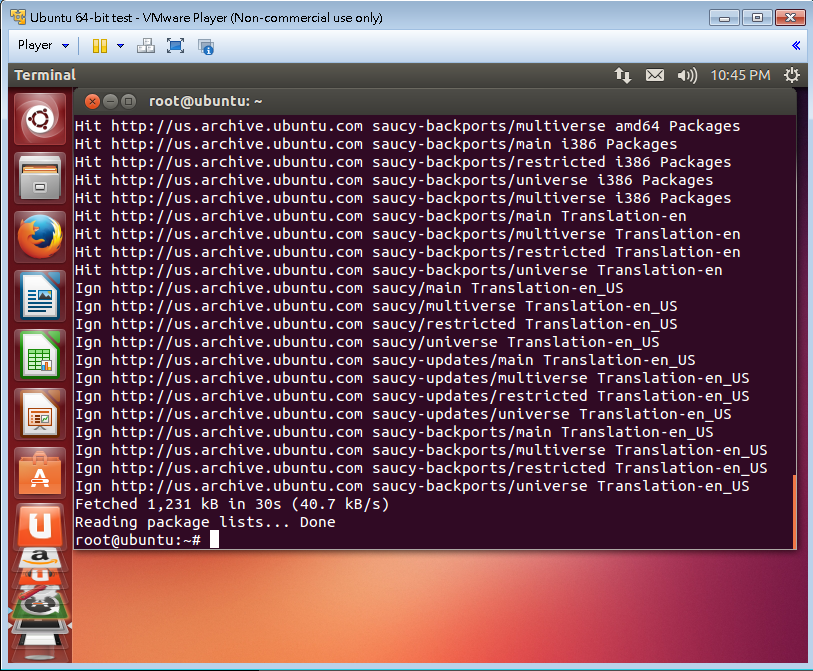 Ubuntu 64-bit test - VMware Player (Non-commercial use only)
Player
Terminal 10:45 PM
root@ubuntu: ~
Hit http://us.archive.ubuntu.com saucy-backports/multiverse amd64 Packages
Hit http://us.archive.ubuntu.com saucy-backports/main i386 Packages
Hit http://us.archive.ubuntu.com saucy-backports/restricted i386 Packages
Hit http://us.archive.ubuntu.com saucy-backports/universe i386 Packages
Hit http://us.archive.ubuntu.com saucy-backports/multiverse i386 Packages
Hit http://us.archive.ubuntu.com saucy-backports/main Translation-en
Hit http://us.archive.ubuntu.com saucy-backports/multiverse Translation-en
Hit http://us.archive.ubuntu.com saucy-backports/restricted Translation-en
Hit http://us.archive.ubuntu.com saucy-backports/universe Translation-en
Ign http://us.archive.ubuntu.com saucy/main Translation-en_US
Ign http://us.archive.ubuntu.com saucy/multiverse Translation-en_US
Ign http://us.archive.ubuntu.com saucy/restricted Translation-en_US
Ign http://us.archive.ubuntu.com saucy/universe Translation-en_US
Ign http://us.archive.ubuntu.com saucy-updates/main Translation-en_US
Ign http://us.archive.ubuntu.com saucy-updates/multiverse Translation-en_US
Ign http://us.archive.ubuntu.com saucy-updates/restricted Translation-en_US
Ign http://us.archive.ubuntu.com saucy-updates/universe Translation-en_US
Ign http://us.archive.ubuntu.com saucy-backports/main Translation-en_US
Ign http://us.archive.ubuntu.com saucy-backports/multiverse Translation-en_US
Ign http://us.archive.ubuntu.com saucy-backports/restricted Translation-en_US
Ign http://us.archive.ubuntu.com saucy-backports/universe Translation-en_US
Fetched 1,231 kB in 30s (40.7 kB/s)
Reading package lists... Done
root@ubuntu:~#